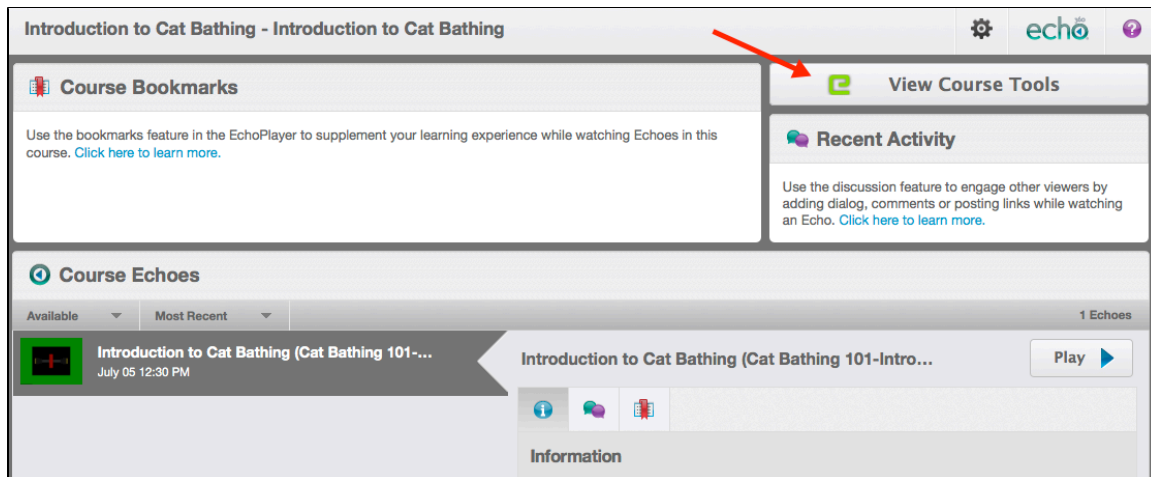 Introduction to Cat Bathing - Introduction to Cat Bathing
echo
Course Bookmarks
Use the bookmarks feature in the EchoPlayer to supplement your learning experience while watching Echoes in this
course. Click here to learn more.
View Course Tools
Recent Activity
Use the discussion feature to engage other viewers by
adding dialog, comments or posting links while watching
an Echo. Click here to learn more.
Course Echoes
Available
Most Recent
1 Echoes
Introduction to Cat Bathing (Cat Bathing 101-...
July 05 12:30 PM
Introduction to Cat Bathing (Cat Bathing 101-Intro...
Play
Information